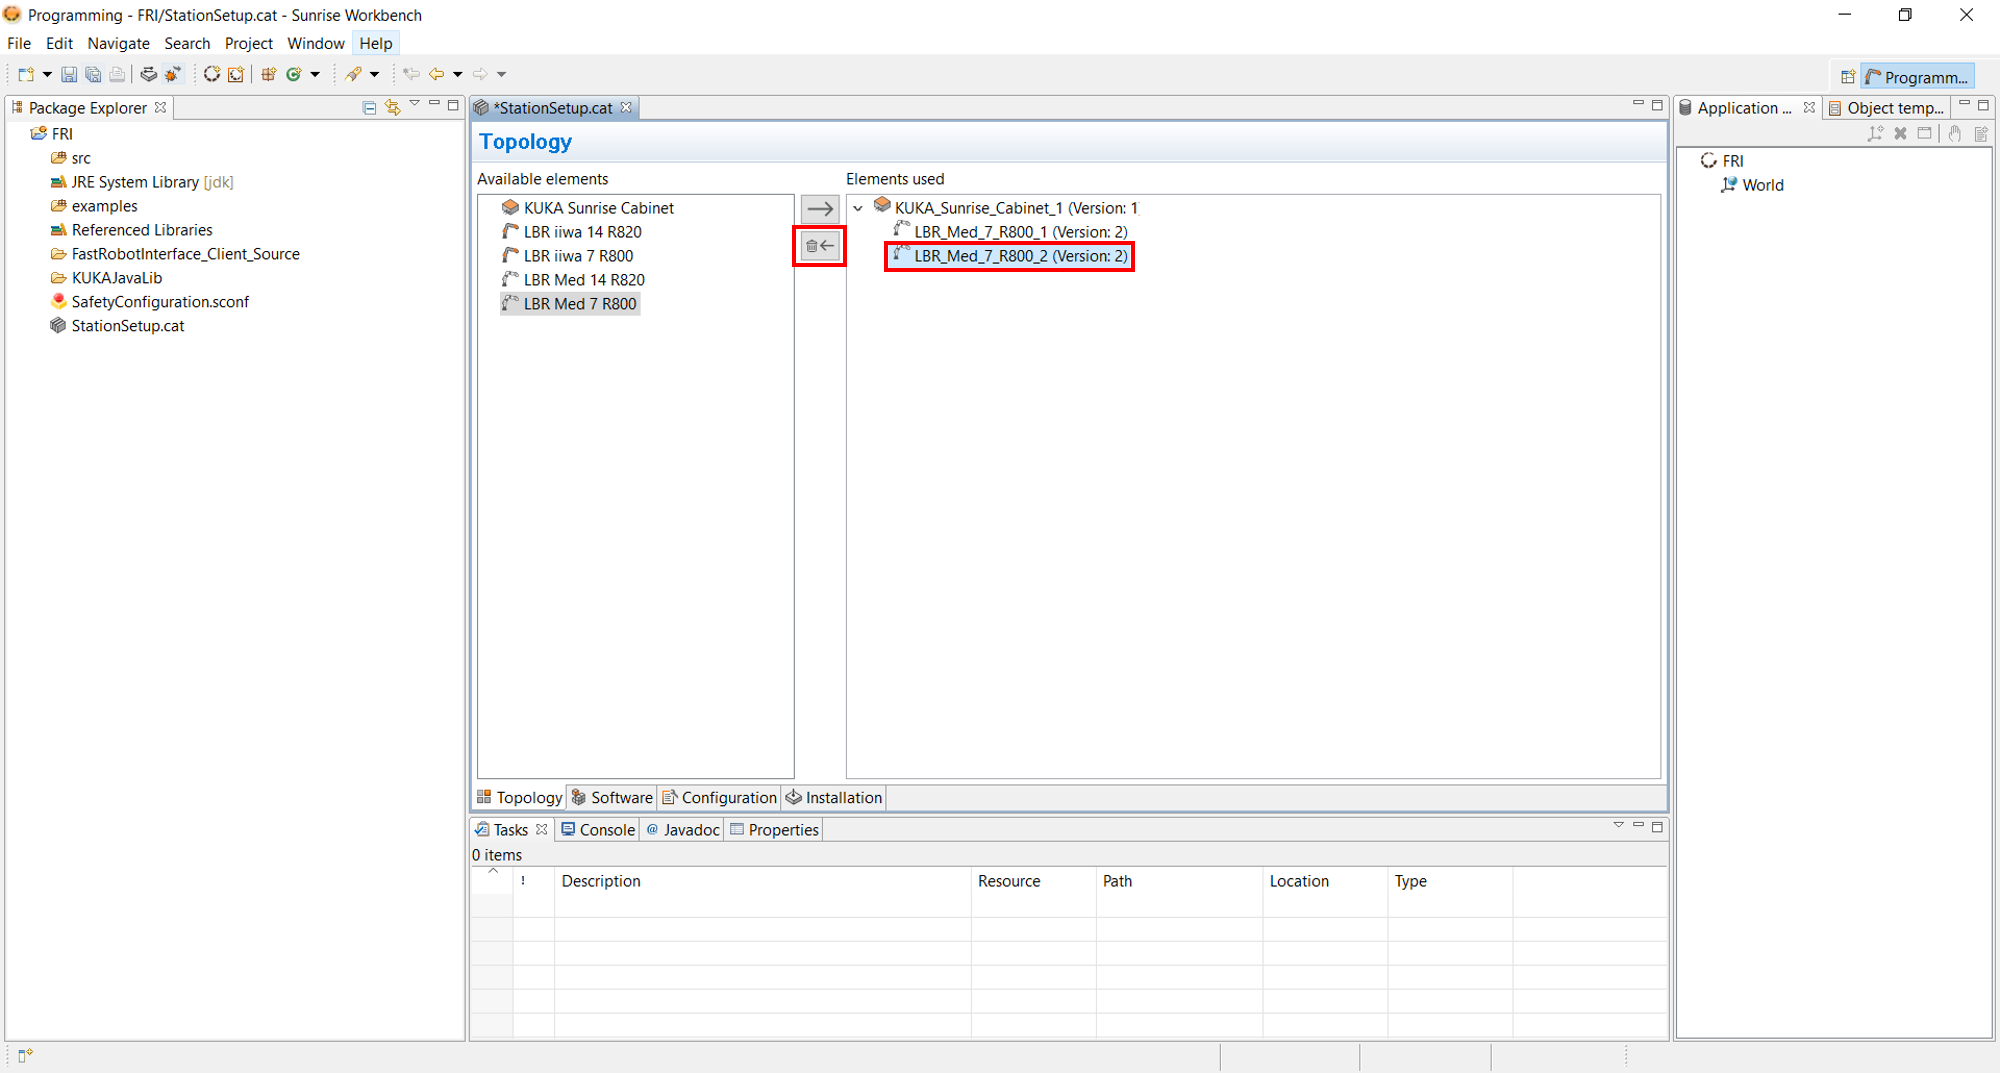 Programming - FRI/StationSetup.cat - Sunrise Workbench
File Edit Navigate Search Project Window Help
Programm...
Package Explorer
FRI
src
JRE System Library [jdk]
examples
Referenced Libraries
FastRobotInterface_Client_Source
KUKAJavaLib
SafetyConfiguration.sconf
StationSetup.cat
*StationSetup.cat
Topology
Available elements
KUKA Sunrise Cabinet
LBR iiwa 14 R820
LBR iiwa 7 R800
LBR Med 14 R820
LBR Med 7 R800
Elements used
KUKA_Sunrise_Cabinet_1 (Version: 1
LBR_Med_7_R800_1 (Version: 2)
LBR_Med_7_R800_2 (Version: 2)
Topology Software Configuration Installation
Tasks Console @ Javadoc Properties
0 items
! Description Resource Path Location Type
Application ... Object temp...
FRI
World